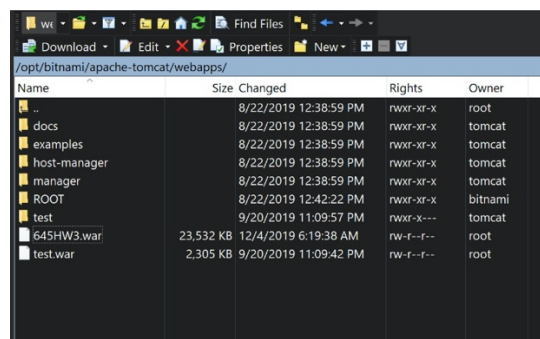 we Find Files
Download Edit Properties New
/opt/bitnami/apache-tomcat/webapps/
Name Size Changed Rights Owner
.. 8/22/2019 12:38:59 PM rwxr-xr-x root
docs 8/22/2019 12:38:59 PM rwxr-xr-x tomcat
examples 8/22/2019 12:38:59 PM rwxr-xr-x tomcat
host-manager 8/22/2019 12:38:59 PM rwxr-xr-x tomcat
manager 8/22/2019 12:38:59 PM rwxr-xr-x tomcat
ROOT 8/22/2019 12:42:22 PM rwxr-xr-x bitnami
test 9/20/2019 11:09:57 PM rwxr-x--- tomcat
645HW3.war 23,532 KB 12/4/2019 6:19:38 AM rw-r--r-- root
test.war 2,305 KB 9/20/2019 11:09:42 PM rw-r--r-- root